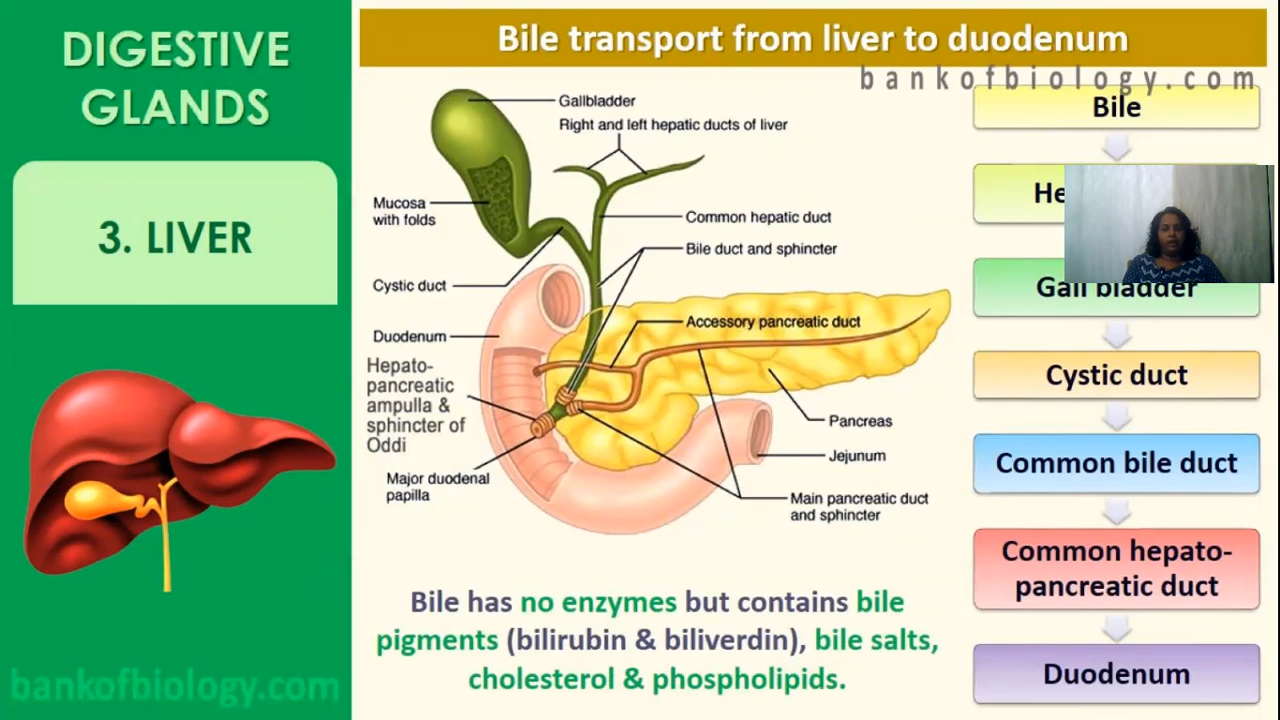 DIGESTIVE
GLANDS
3. LIVER
bankofbiology.com
Bile transport from liver to duodenum
bankofbiology.com
Gallbladder
Right and left hepatic ducts of liver
Mucosa
with folds
Common hepatic duct
Bile duct and sphincter
Cystic duct
Accessory pancreatic duct
Duodenum
Hepato-
pancreatic
ampulla &
sphincter of
Oddi
Pancreas
Jejunum
Major duodenal
papilla
Main pancreatic duct
and sphincter
Bile has no enzymes but contains bile
pigments (bilirubin & biliverdin), bile salts,
cholesterol & phospholipids.
Bile
Gall bladder
Cystic duct
Common bile duct
Common hepato-
pancreatic duct
Duodenum